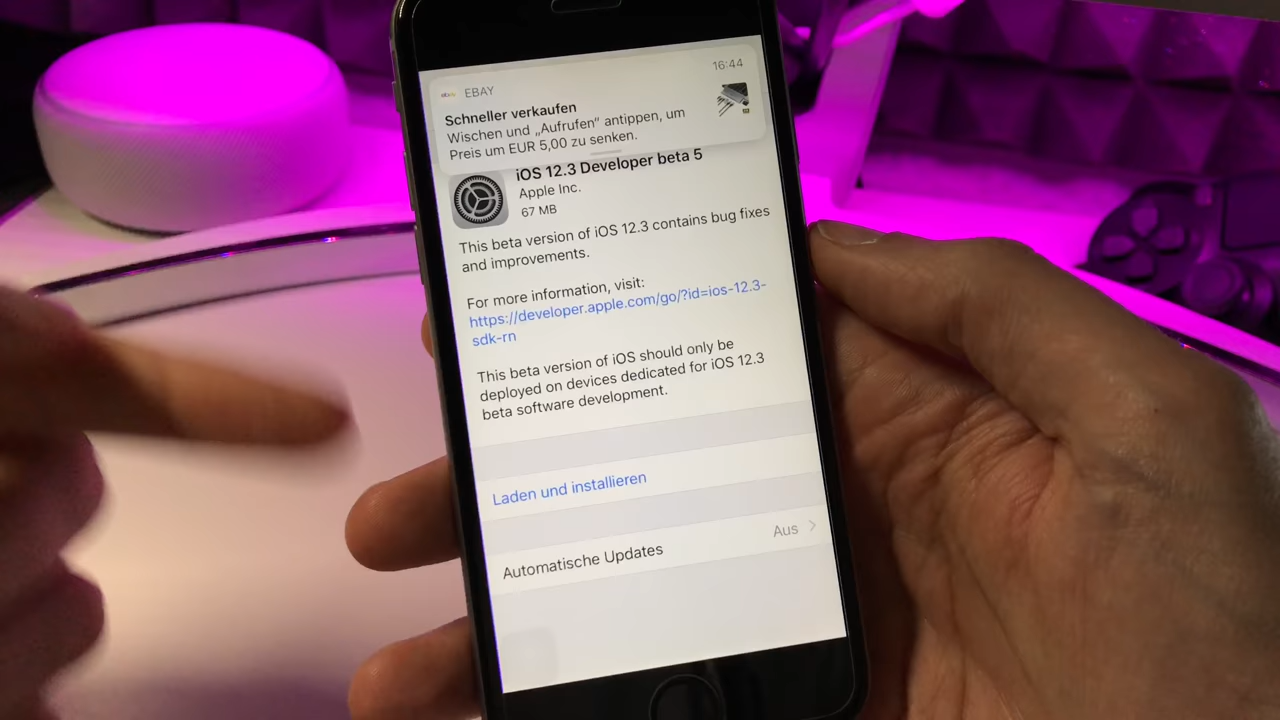 16:44
ebay EBAY
Schneller verkaufen
Wischen und „Aufrufen“ antippen, um
Preis um EUR 5,00 zu senken.
iOS 12.3 Developer beta 5
Apple Inc.
67 MB
This beta version of iOS 12.3 contains bug fixes
and improvements.
For more information, visit:
https://developer.apple.com/go/?id=ios-12.3-
sdk-rn
This beta version of iOS should only be
deployed on devices dedicated for iOS 12.3
beta software development.
Laden und installieren
Automatische Updates Aus